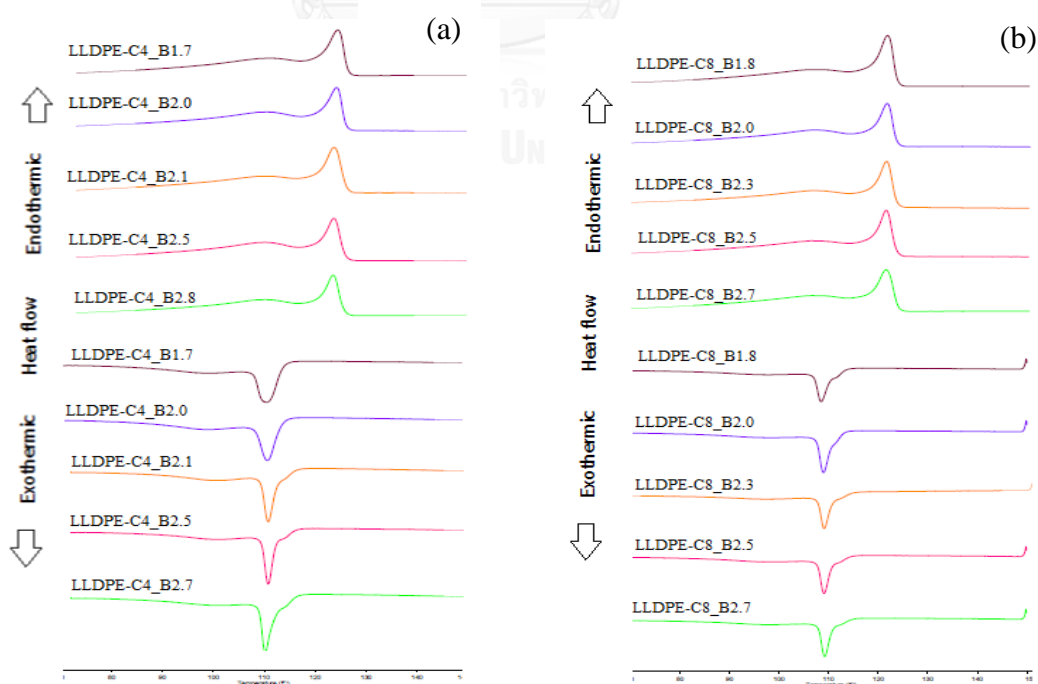 (a)
LLDPE-C4_B1.7
LLDPE-C4_B2.0
LLDPE-C4_B2.1
LLDPE-C4_B2.5
LLDPE-C4_B2.8
LLDPE-C4_B1.7
LLDPE-C4_B2.0
LLDPE-C4_B2.1
LLDPE-C4_B2.5
LLDPE-C4_B2.7
Endothermic
Heat flow
Exothermic
80 90 100 110 120 130 140
(b)
LLDPE-C8_B1.8
LLDPE-C8_B2.0
LLDPE-C8_B2.3
LLDPE-C8_B2.5
LLDPE-C8_B2.7
LLDPE-C8_B1.8
LLDPE-C8_B2.0
LLDPE-C8_B2.3
LLDPE-C8_B2.5
LLDPE-C8_B2.7
Endothermic
Heat flow
Exothermic
80 90 100 110 120 130 140